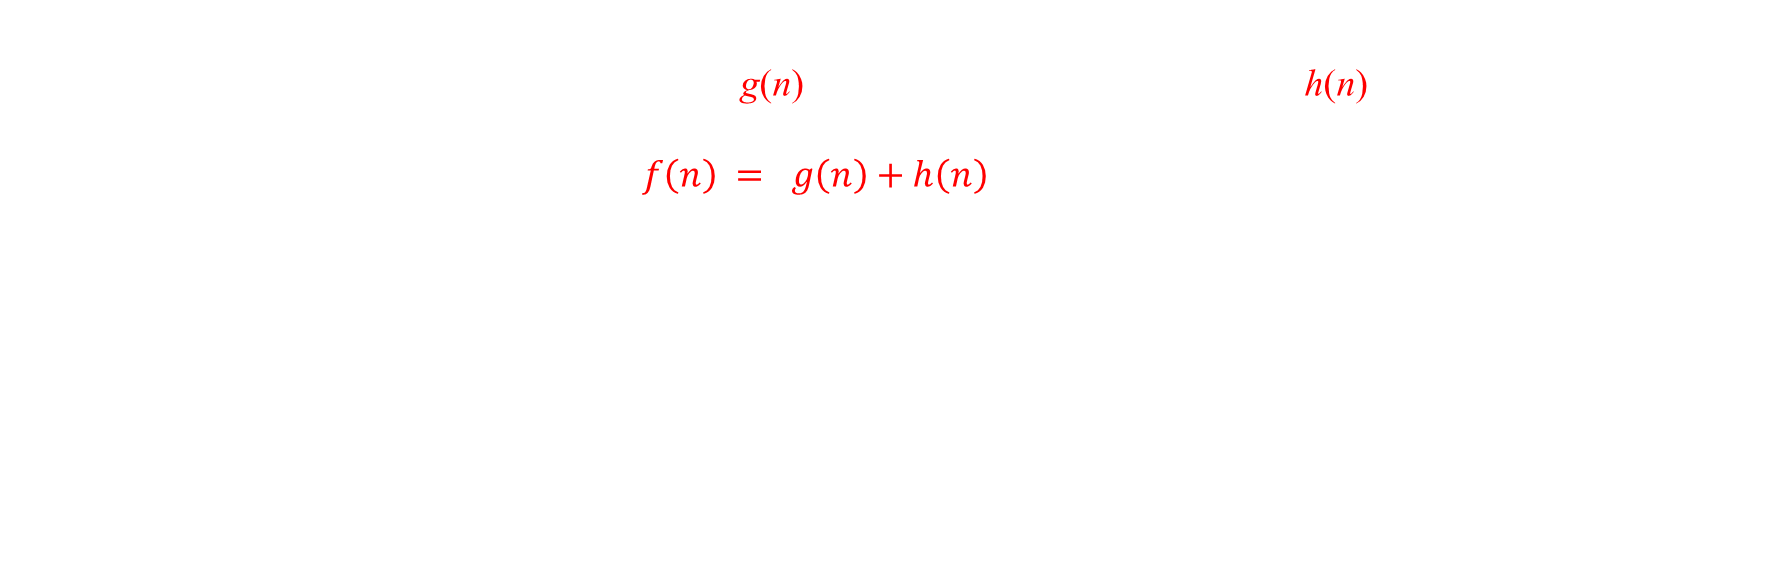 g(n) h(n)
f(n) = g(n) + h(n)